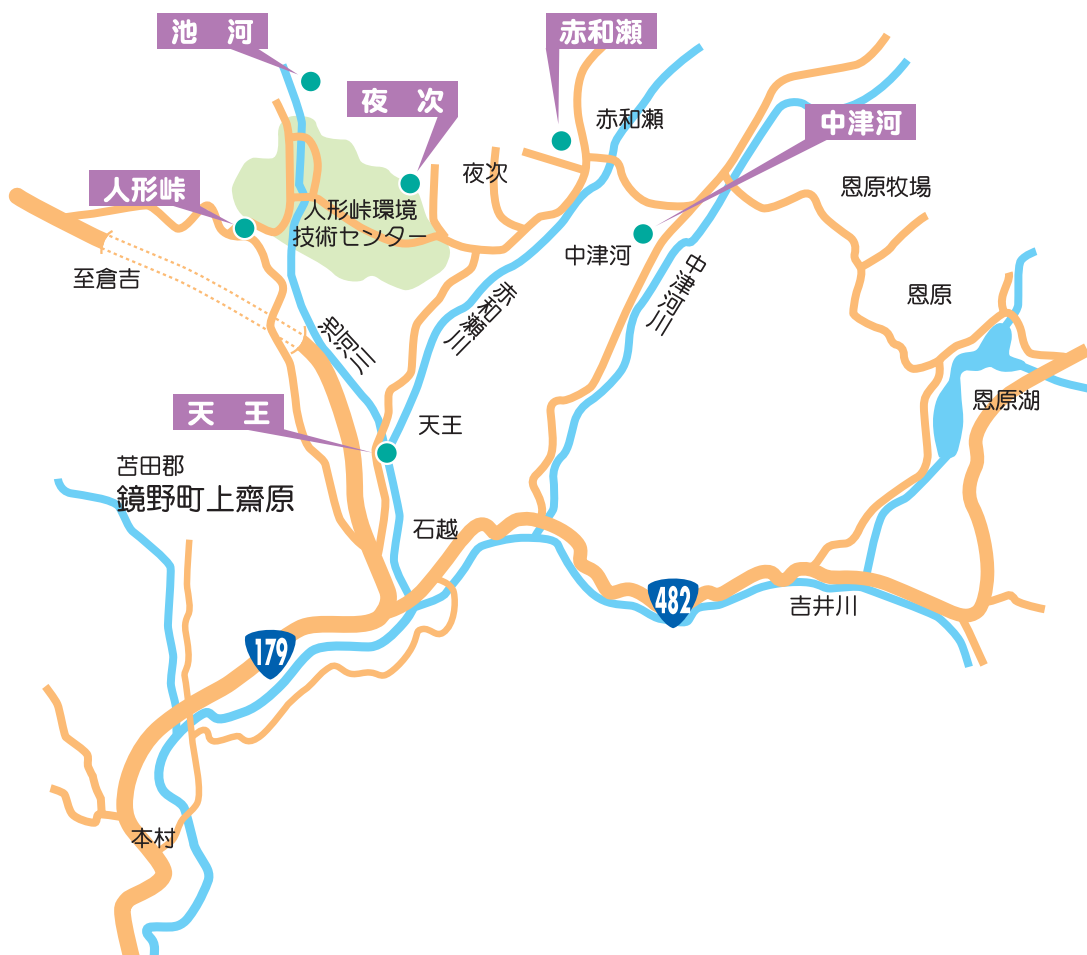 池　河
赤和瀬
夜　次
中津河
赤和瀬
夜次
人形峠
恩原牧場
人形峠環境
技術センター
中津河
至倉吉
中津河川
恩原
赤和瀬川
池河川
恩原湖
天　王
天王
苫田郡
鏡野町上齋原
石越
482
吉井川
179
本村